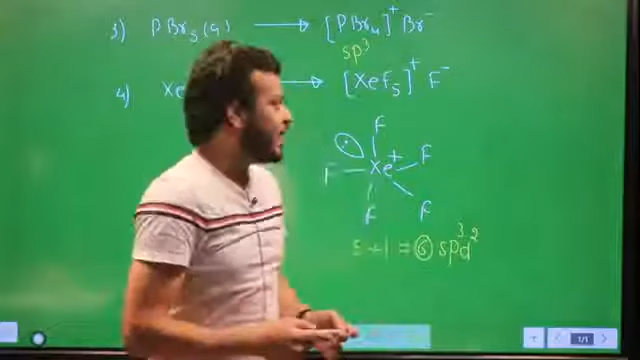 3) PBr5(s) → [PBr4]+ Br-
sp3
4) Xe → [XeF5]+ F-
F
F Xe+ F
F F
5+1 = 6 sp3d2
1/1